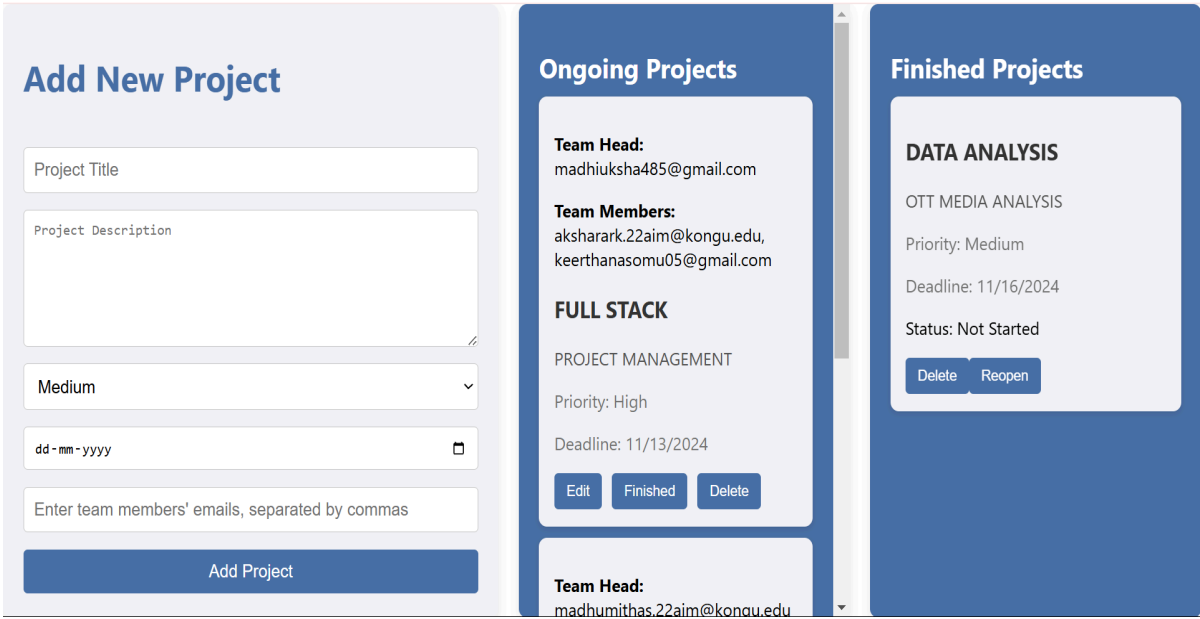 Add New Project
Project Title
Project Description
Medium
dd-mm-yyyy
Enter team members' emails, separated by commas
Add Project
Ongoing Projects
Team Head:
madhiuksha485@gmail.com
Team Members:
aksharark.22aim@kongu.edu,
keerthanasomu05@gmail.com
FULL STACK
PROJECT MANAGEMENT
Priority: High
Deadline: 11/13/2024
Edit Finished Delete
Team Head:
madhumithas.22aim@kongu.edu
Finished Projects
DATA ANALYSIS
OTT MEDIA ANALYSIS
Priority: Medium
Deadline: 11/16/2024
Status: Not Started
Delete Reopen